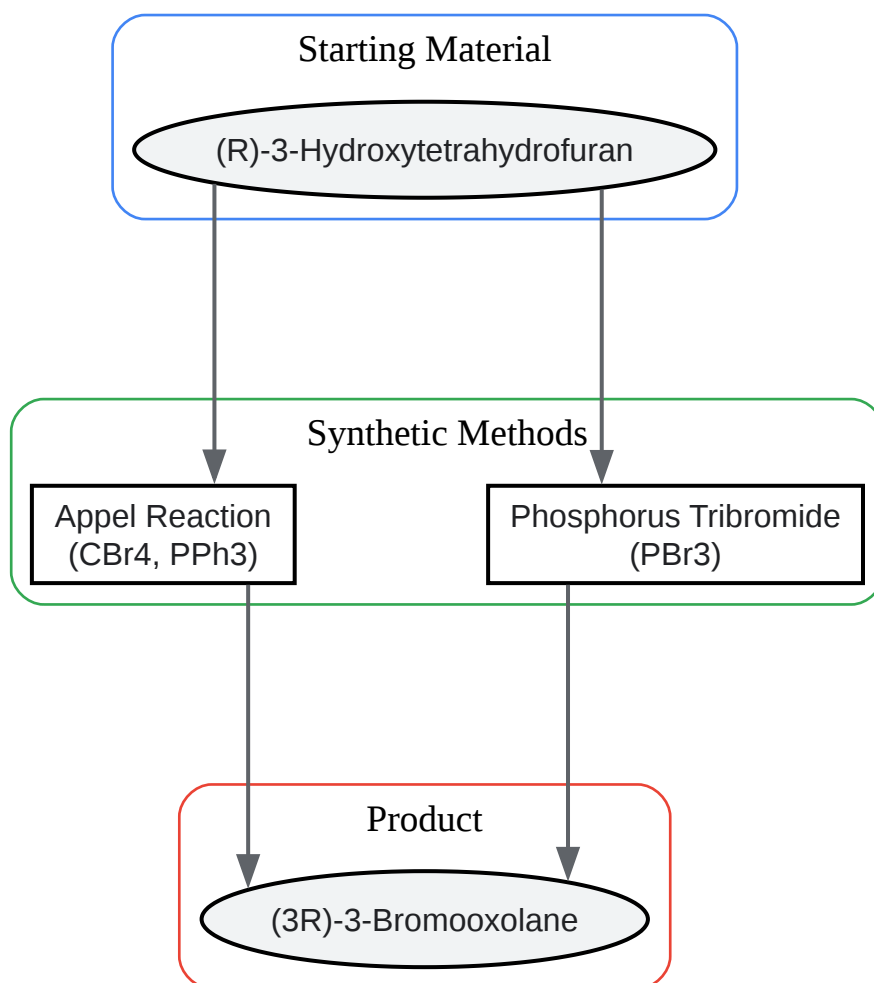 Starting Material
(R)-3-Hydroxytetrahydrofuran
Synthetic Methods
Appel Reaction
(CBr4, PPh3)
Phosphorus Tribromide
(PBr3)
Product
(3R)-3-Bromooxolane